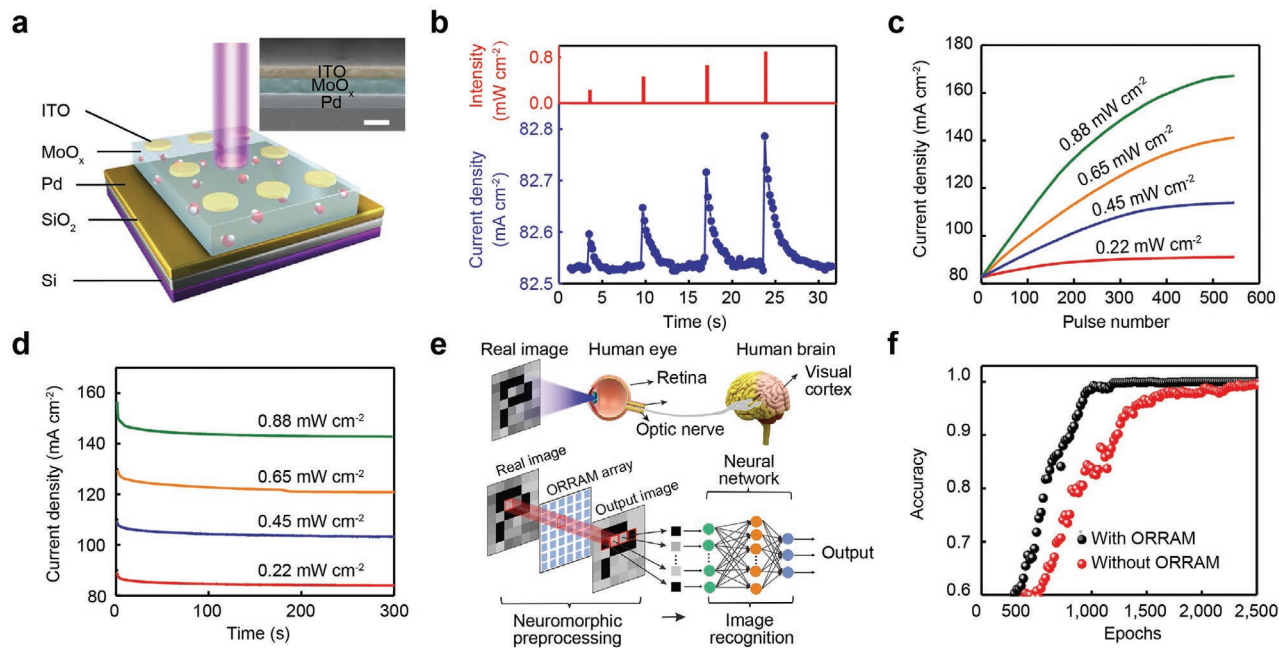 a
ITO
MoOx
Pd
SiO2
Si
ITO
MoOx
Pd
b
Intensity
(mW cm-2)
0.8
0.0
Current density
(mA cm-2)
82.8
82.7
82.6
82.5
0 5 10 15 20 25 30
Time (s)
c
Current density (mA cm-2)
180
160
140
120
100
80
0.88 mW cm-2
0.65 mW cm-2
0.45 mW cm-2
0.22 mW cm-2
0 100 200 300 400 500 600
Pulse number
d
Current density (mA cm-2)
160
140
120
100
80
0.88 mW cm-2
0.65 mW cm-2
0.45 mW cm-2
0.22 mW cm-2
0 100 200 300
Time (s)
e
Real image
Human eye
Human brain
Retina
Optic nerve
Visual
cortex
Real image
ORRAM array
Output image
Neural
network
Output
Neuromorphic
preprocessing
Image
recognition
f
Accuracy
1.0
0.9
0.8
0.7
0.6
With ORRAM
Without ORRAM
0 500 1,000 1,500 2,000 2,500
Epochs